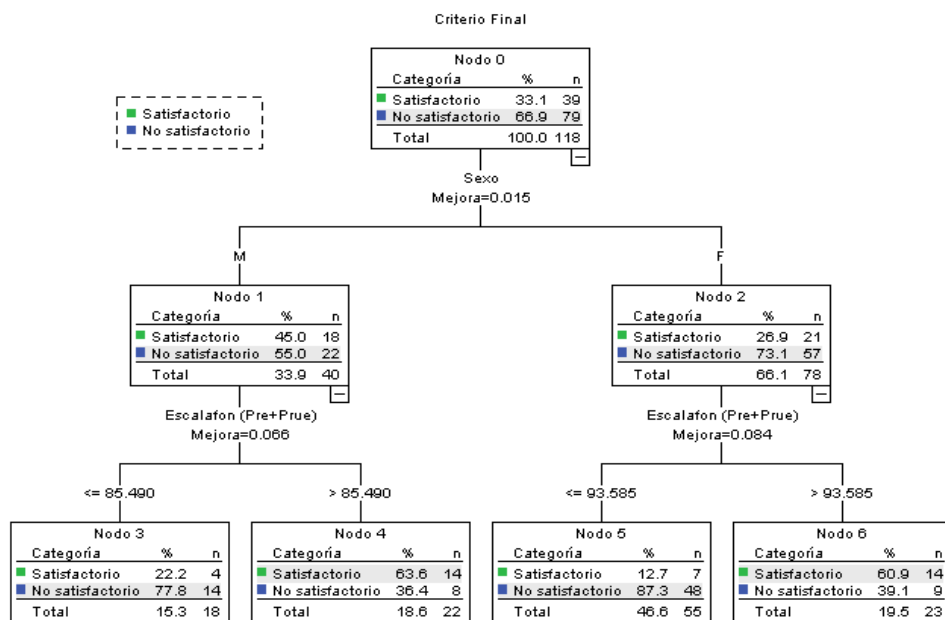 Criterio Final
Satisfactorio
No satisfactorio
Nodo 0
Categoría % n
Satisfactorio 33.1 39
No satisfactorio 66.9 79
Total 100.0 118
Sexo
Mejora=0.015
M
F
Nodo 1
Categoría % n
Satisfactorio 45.0 18
No satisfactorio 55.0 22
Total 33.9 40
Nodo 2
Categoría % n
Satisfactorio 26.9 21
No satisfactorio 73.1 57
Total 66.1 78
Escalafon (Pre+Prue)
Mejora=0.066
Escalafon (Pre+Prue)
Mejora=0.084
<= 85.490
> 85.490
<= 93.585
> 93.585
Nodo 3
Categoría % n
Satisfactorio 22.2 4
No satisfactorio 77.8 14
Total 15.3 18
Nodo 4
Categoría % n
Satisfactorio 63.6 14
No satisfactorio 36.4 8
Total 18.6 22
Nodo 5
Categoría % n
Satisfactorio 12.7 7
No satisfactorio 87.3 48
Total 46.6 55
Nodo 6
Categoría % n
Satisfactorio 60.9 14
No satisfactorio 39.1 9
Total 19.5 23